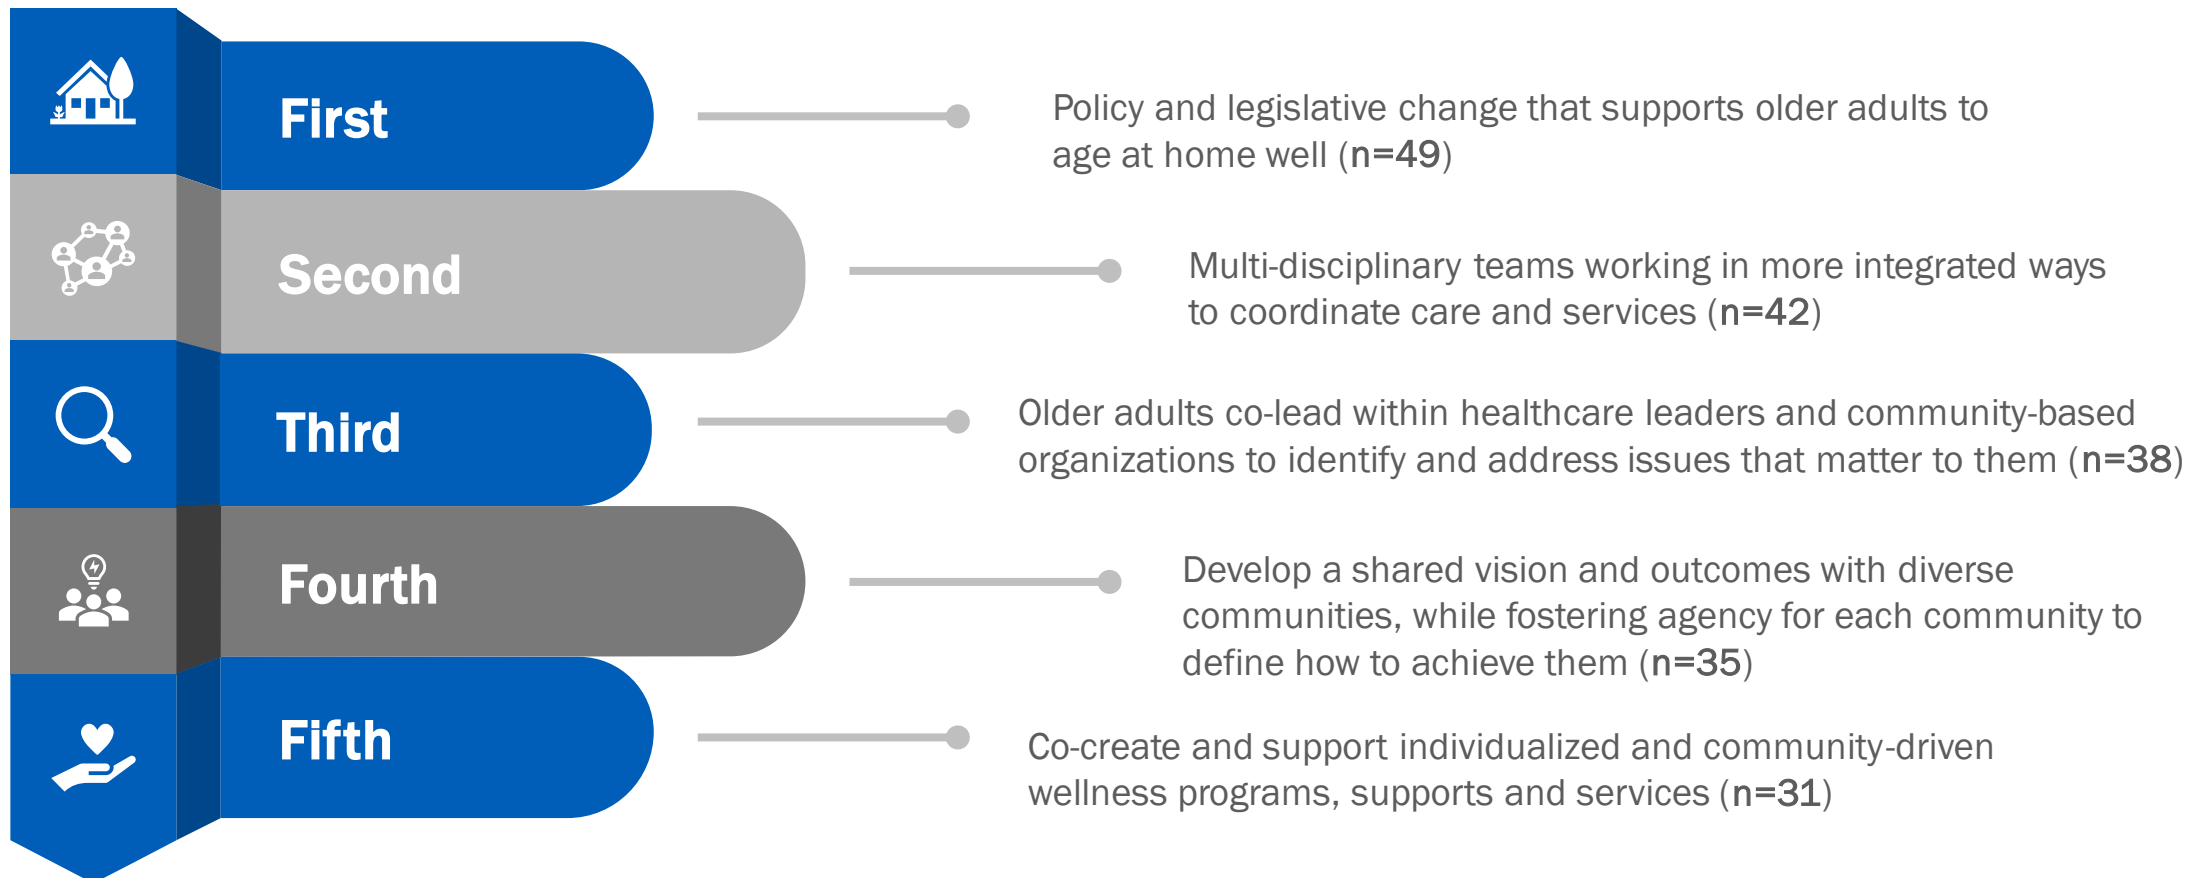 First
Policy and legislative change that supports older adults to
age at home well (n=49)
Second
Multi-disciplinary teams working in more integrated ways
to coordinate care and services (n=42)
Third
Older adults co-lead within healthcare leaders and community-based
organizations to identify and address issues that matter to them (n=38)
Fourth
Develop a shared vision and outcomes with diverse
communities, while fostering agency for each community to
define how to achieve them (n=35)
Fifth
Co-create and support individualized and community-driven
wellness programs, supports and services (n=31)